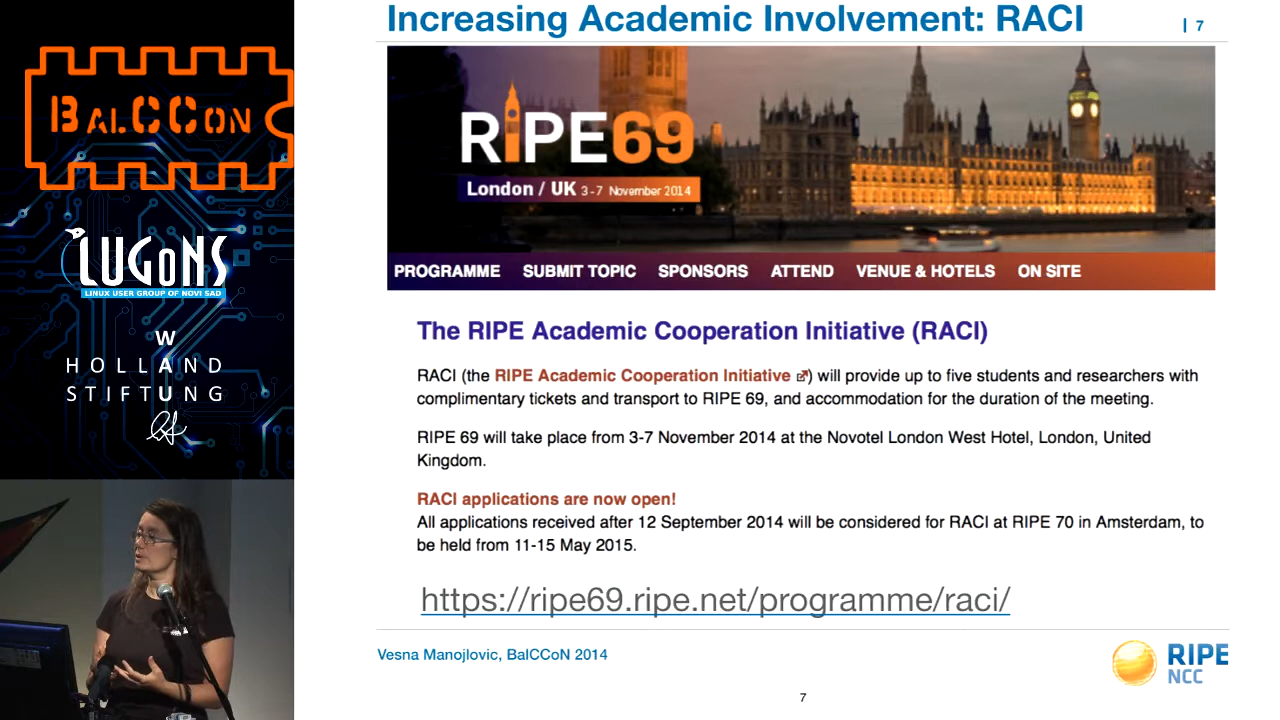 Increasing Academic Involvement: RACI
| 7
BALCCON
LUGoNS
LINUX USER GROUP OF NOVI SAD
W
HOLLAND
STIFTUNG
RIPE69
London / UK 3-7 November 2014
PROGRAMME SUBMIT TOPIC SPONSORS ATTEND VENUE & HOTELS ON SITE
The RIPE Academic Cooperation Initiative (RACI)
RACI (the RIPE Academic Cooperation Initiative) will provide up to five students and researchers with
complimentary tickets and transport to RIPE 69, and accommodation for the duration of the meeting.
RIPE 69 will take place from 3-7 November 2014 at the Novotel London West Hotel, London, United
Kingdom.
RACI applications are now open!
All applications received after 12 September 2014 will be considered for RACI at RIPE 70 in Amsterdam, to
be held from 11-15 May 2015.
https://ripe69.ripe.net/programme/raci/
Vesna Manojlovic, BalCCoN 2014
RIPE
NCC
7